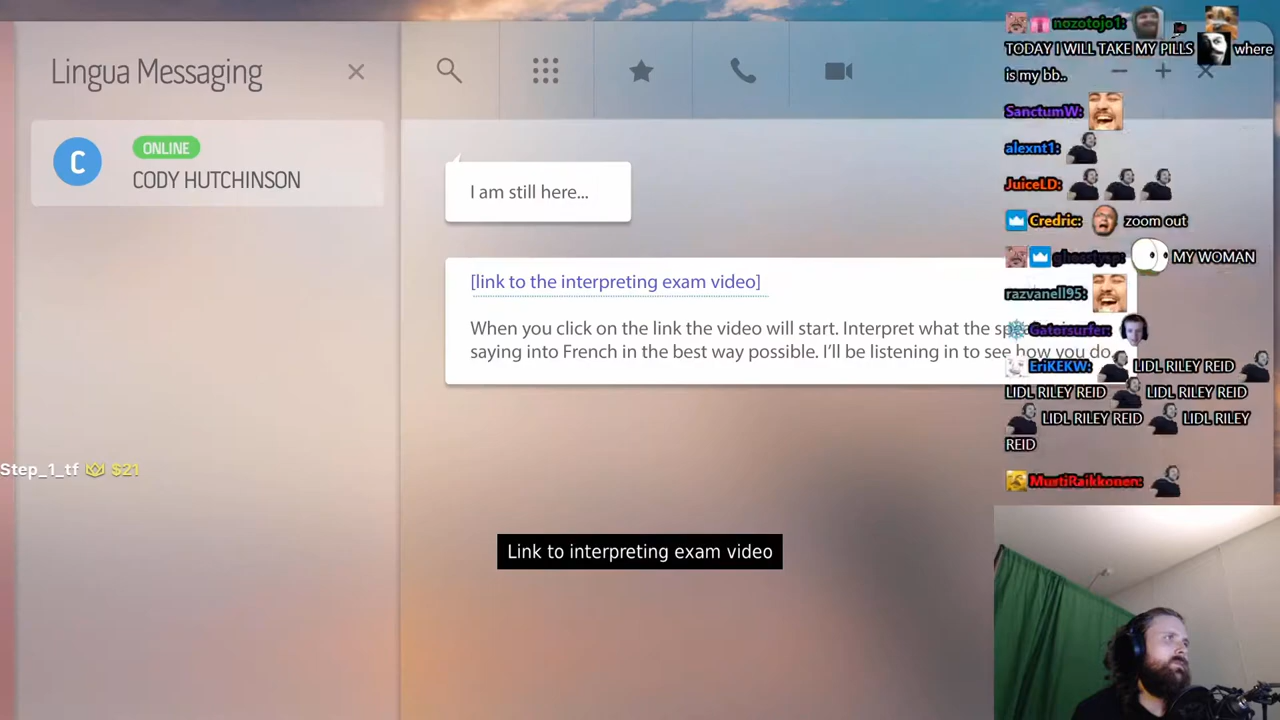 Lingua Messaging
C
ONLINE
CODY HUTCHINSON
I am still here...
[link to the interpreting exam video]
When you click on the link the video will start. Interpret what the
saying into French in the best way possible. I'll be listening in to see how you do.
Step_1_tf $21
Link to interpreting exam video
nozotojo1:
TODAY I WILL TAKE MY PILLS where
is my bb..
SanctumW:
alexnt1:
JuiceLD:
Credric: zoom out
MY WOMAN
razvanell95:
Gatorsurfer:
EriKEKW: LIDL RILEY REID
LIDL RILEY REID LIDL RILEY REID
LIDL RILEY REID LIDL RILEY
REID
MustiRaikkonen: